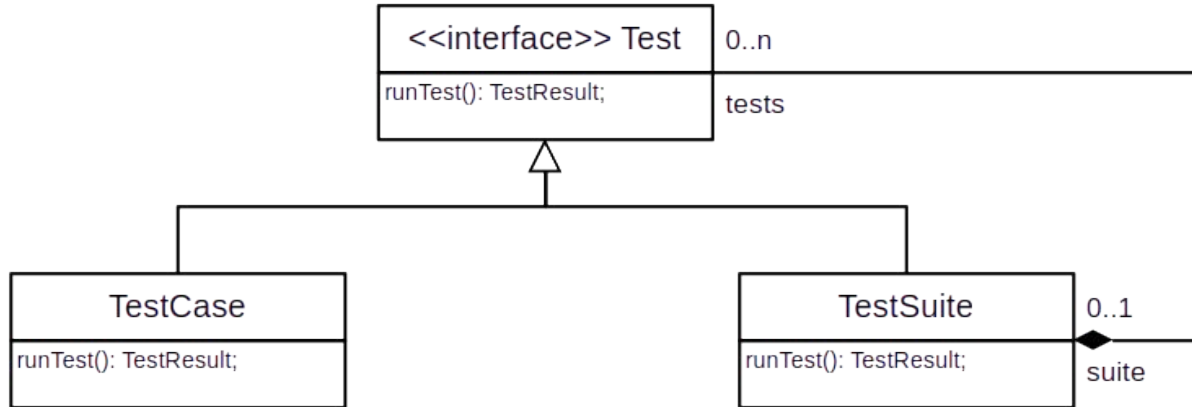 <<interface>> Test
0..n
runTest(): TestResult;
tests
TestCase
TestSuite
0..1
runTest(): TestResult;
runTest(): TestResult;
suite